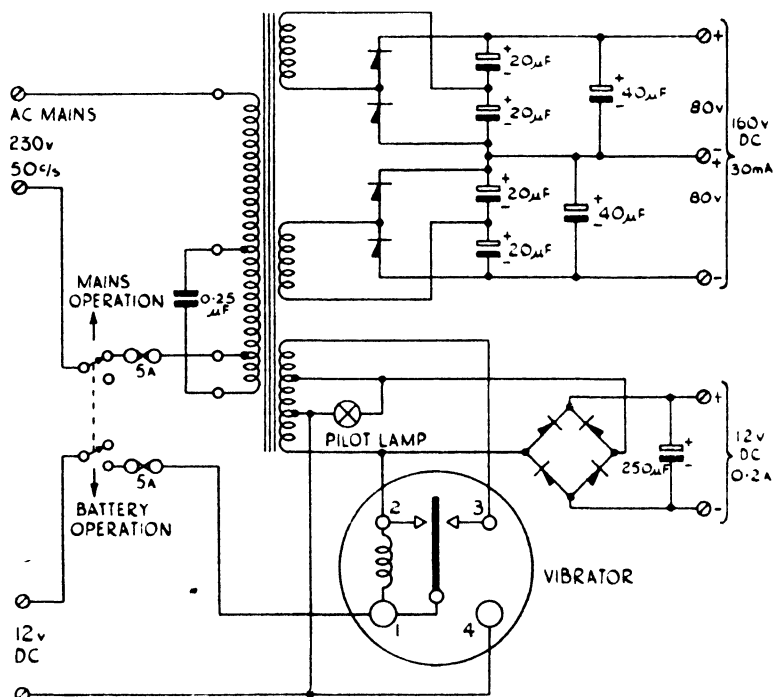 AC MAINS
230v
50c/s
MAINS
OPERATION
0·25
µF
5A
5A
BATTERY
OPERATION
12v
DC
+
20µF
-
+
20µF
-
+
20µF
-
+
20µF
-
+
40µF
-
+
40µF
-
+
80v
-
+
80v
-
160v
DC
30mA
PILOT LAMP
250µF
+
-
+
-
12v
DC
0·2A
2
3
1
4
VIBRATOR